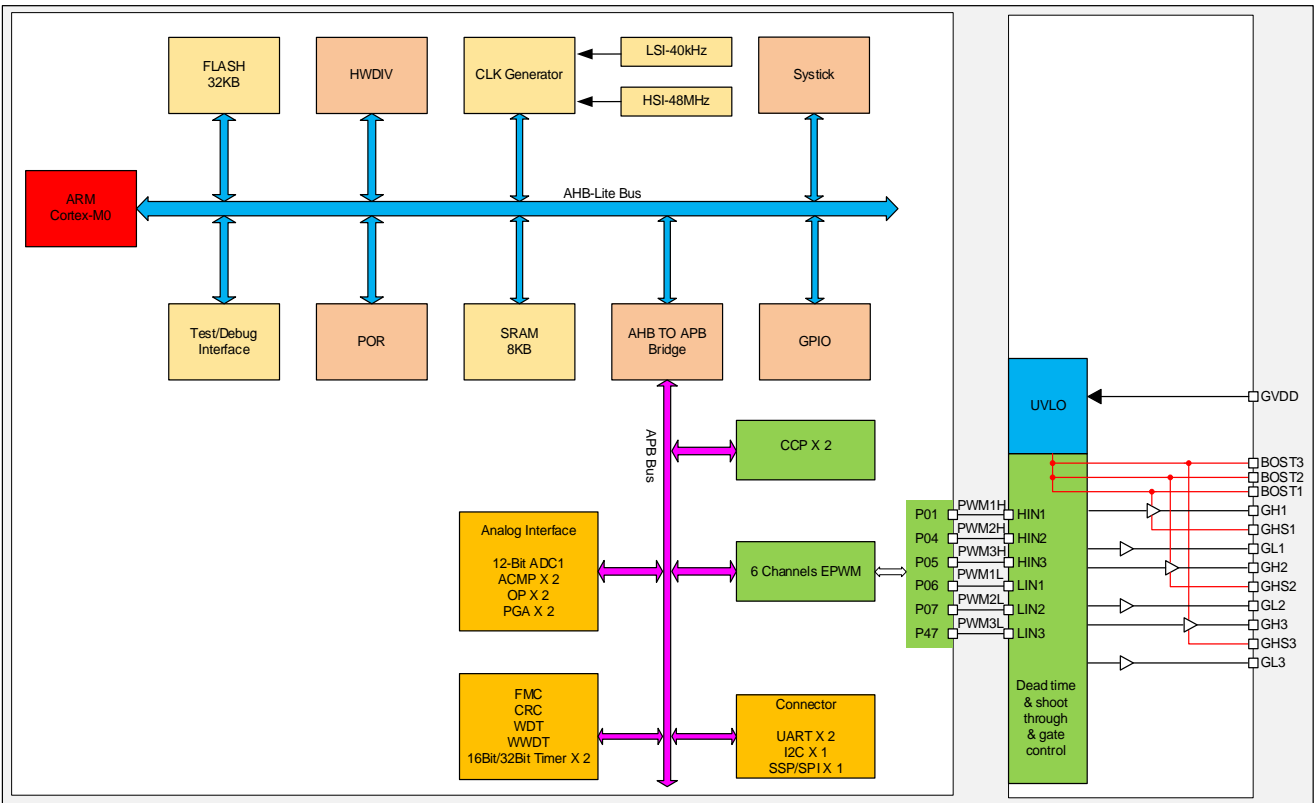 FLASH
32KB
HWDIV
CLK Generator
LSI-40kHz
HSI-48MHz
Systick
ARM
Cortex-M0
AHB-Lite Bus
Test/Debug
Interface
POR
SRAM
8KB
AHB TO APB
Bridge
GPIO
APB Bus
CCP X 2
Analog Interface
12-Bit ADC1
ACMP X 2
OP X 2
PGA X 2
6 Channels EPWM
FMC
CRC
WDT
WWDT
16Bit/32Bit Timer X 2
Connector
UART X 2
I2C X 1
SSP/SPI X 1
P01
P04
P05
P06
P07
P47
PWM1H
PWM2H
PWM3H
PWM1L
PWM2L
PWM3L
UVLO
HIN1
HIN2
HIN3
LIN1
LIN2
LIN3
Dead time
& shoot
through
& gate
control
GVDD
BOST3
BOST2
BOST1
GH1
GHS1
GL1
GH2
GHS2
GL2
GH3
GHS3
GL3